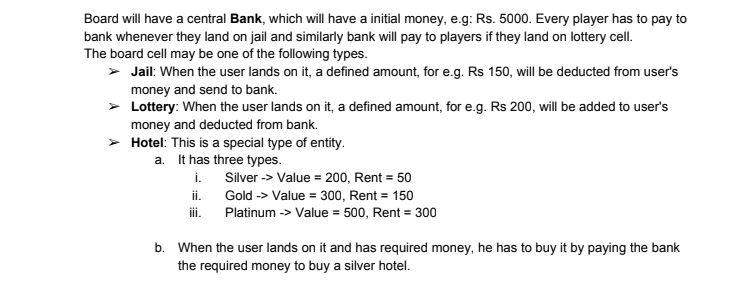 Board will have a central Bank, which will have a initial money, e.g: Rs. 5000. Every player has to pay to
bank whenever they land on jail and similarly bank will pay to players if they land on lottery cell.
The board cell may be one of the following types.
➢ Jail: When the user lands on it, a defined amount, for e.g. Rs 150, will be deducted from user's
money and send to bank.
➢ Lottery: When the user lands on it, a defined amount, for e.g. Rs 200, will be added to user's
money and deducted from bank.
➢ Hotel: This is a special type of entity.
a. It has three types.
i. Silver -> Value = 200, Rent = 50
ii. Gold -> Value = 300, Rent = 150
iii. Platinum -> Value = 500, Rent = 300
b. When the user lands on it and has required money, he has to buy it by paying the bank
the required money to buy a silver hotel.